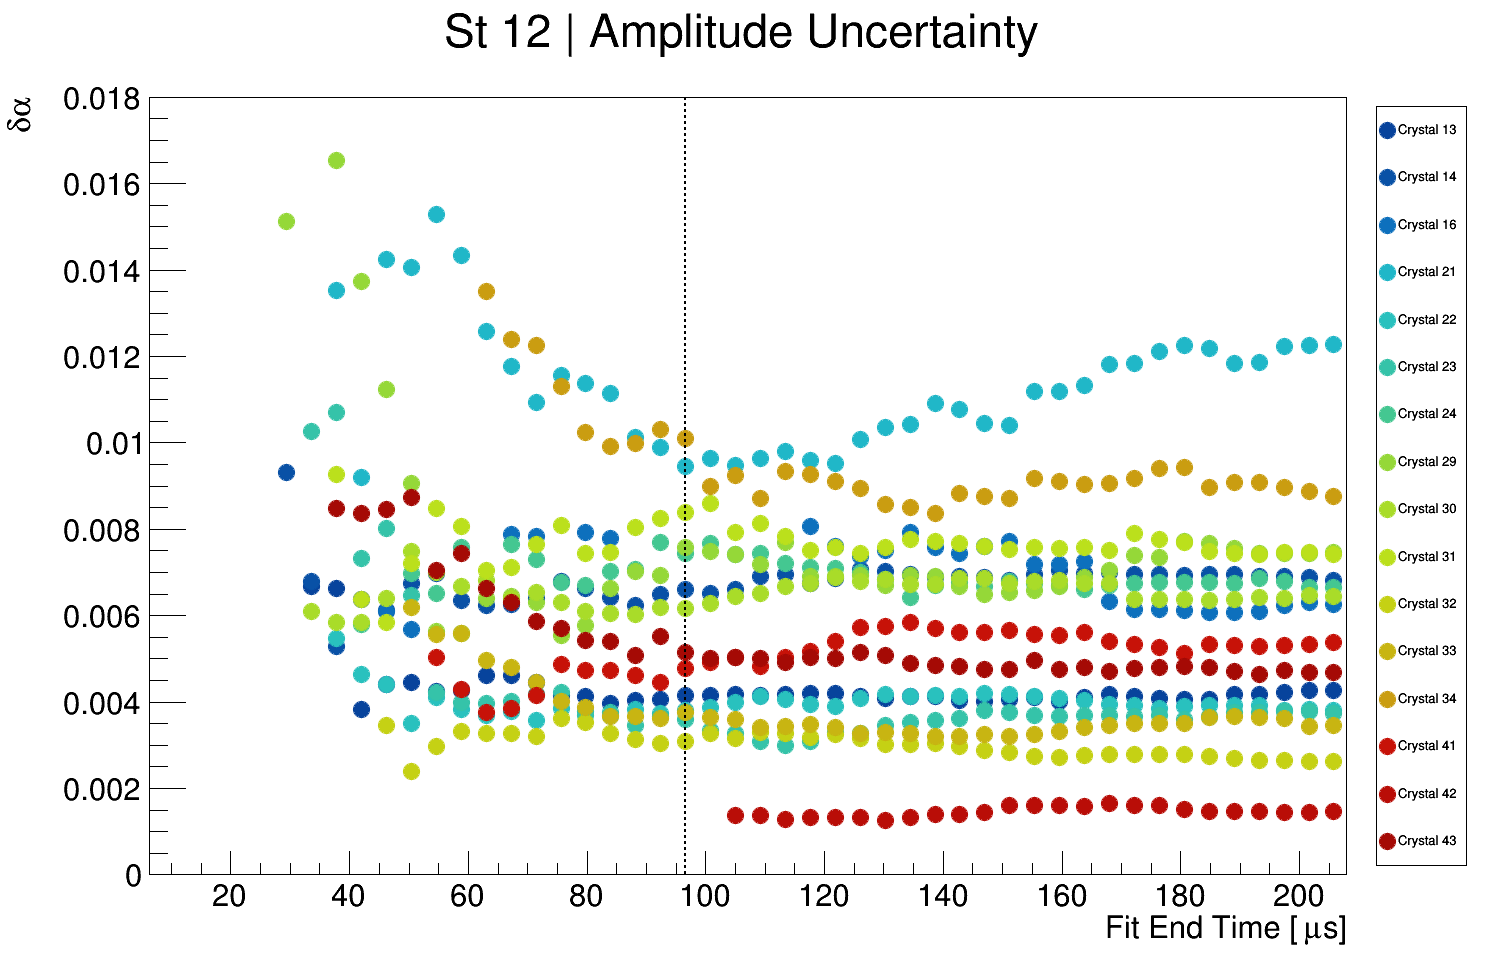 St 12 | Amplitude Uncertainty
δα
0.018
0.016
0.014
0.012
0.01
0.008
0.006
0.004
0.002
0
20 40 60 80 100 120 140 160 180 200
Fit End Time [μs]
Crystal 13
Crystal 14
Crystal 16
Crystal 21
Crystal 22
Crystal 23
Crystal 24
Crystal 29
Crystal 30
Crystal 31
Crystal 32
Crystal 33
Crystal 34
Crystal 41
Crystal 42
Crystal 43